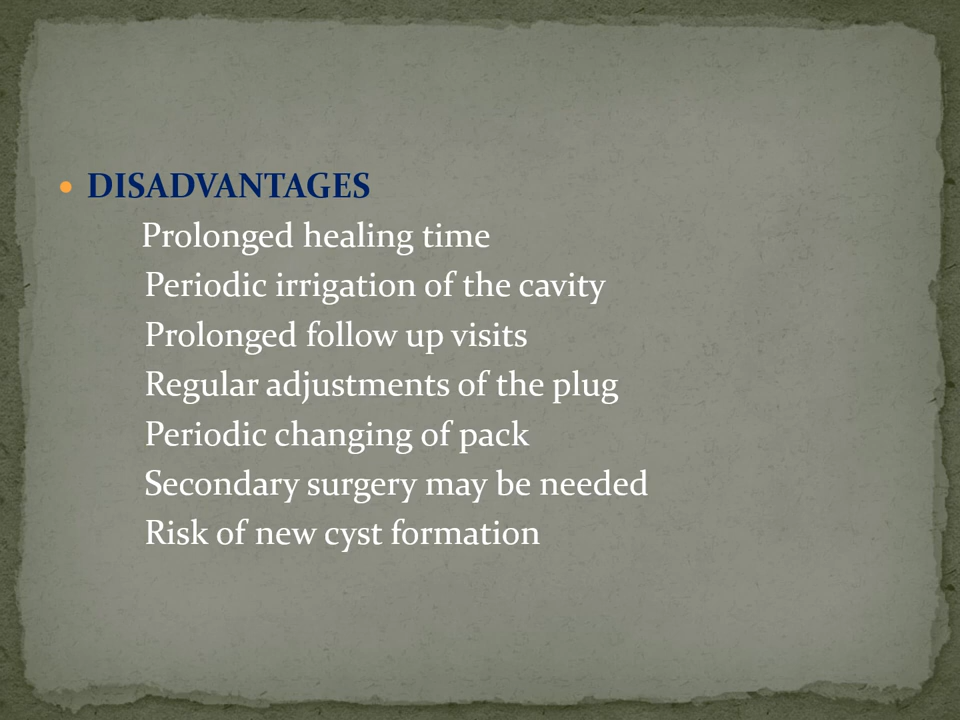 • DISADVANTAGES
Prolonged healing time
Periodic irrigation of the cavity
Prolonged follow up visits
Regular adjustments of the plug
Periodic changing of pack
Secondary surgery may be needed
Risk of new cyst formation